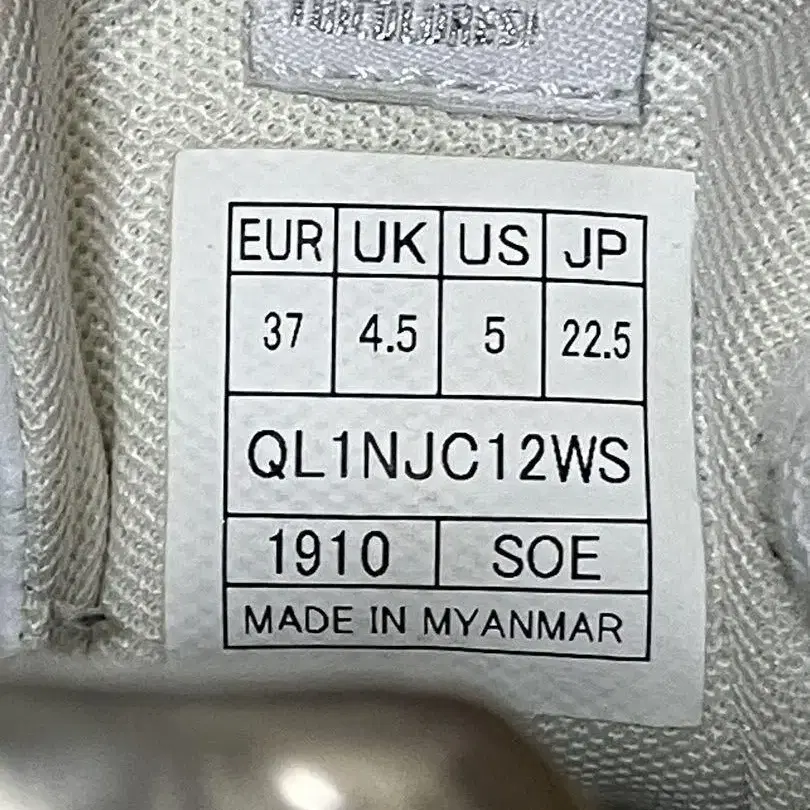 EUR UK US JP
37 4.5 5 22.5
QL1NJC12WS
1910 SOE
MADE IN MYANMAR